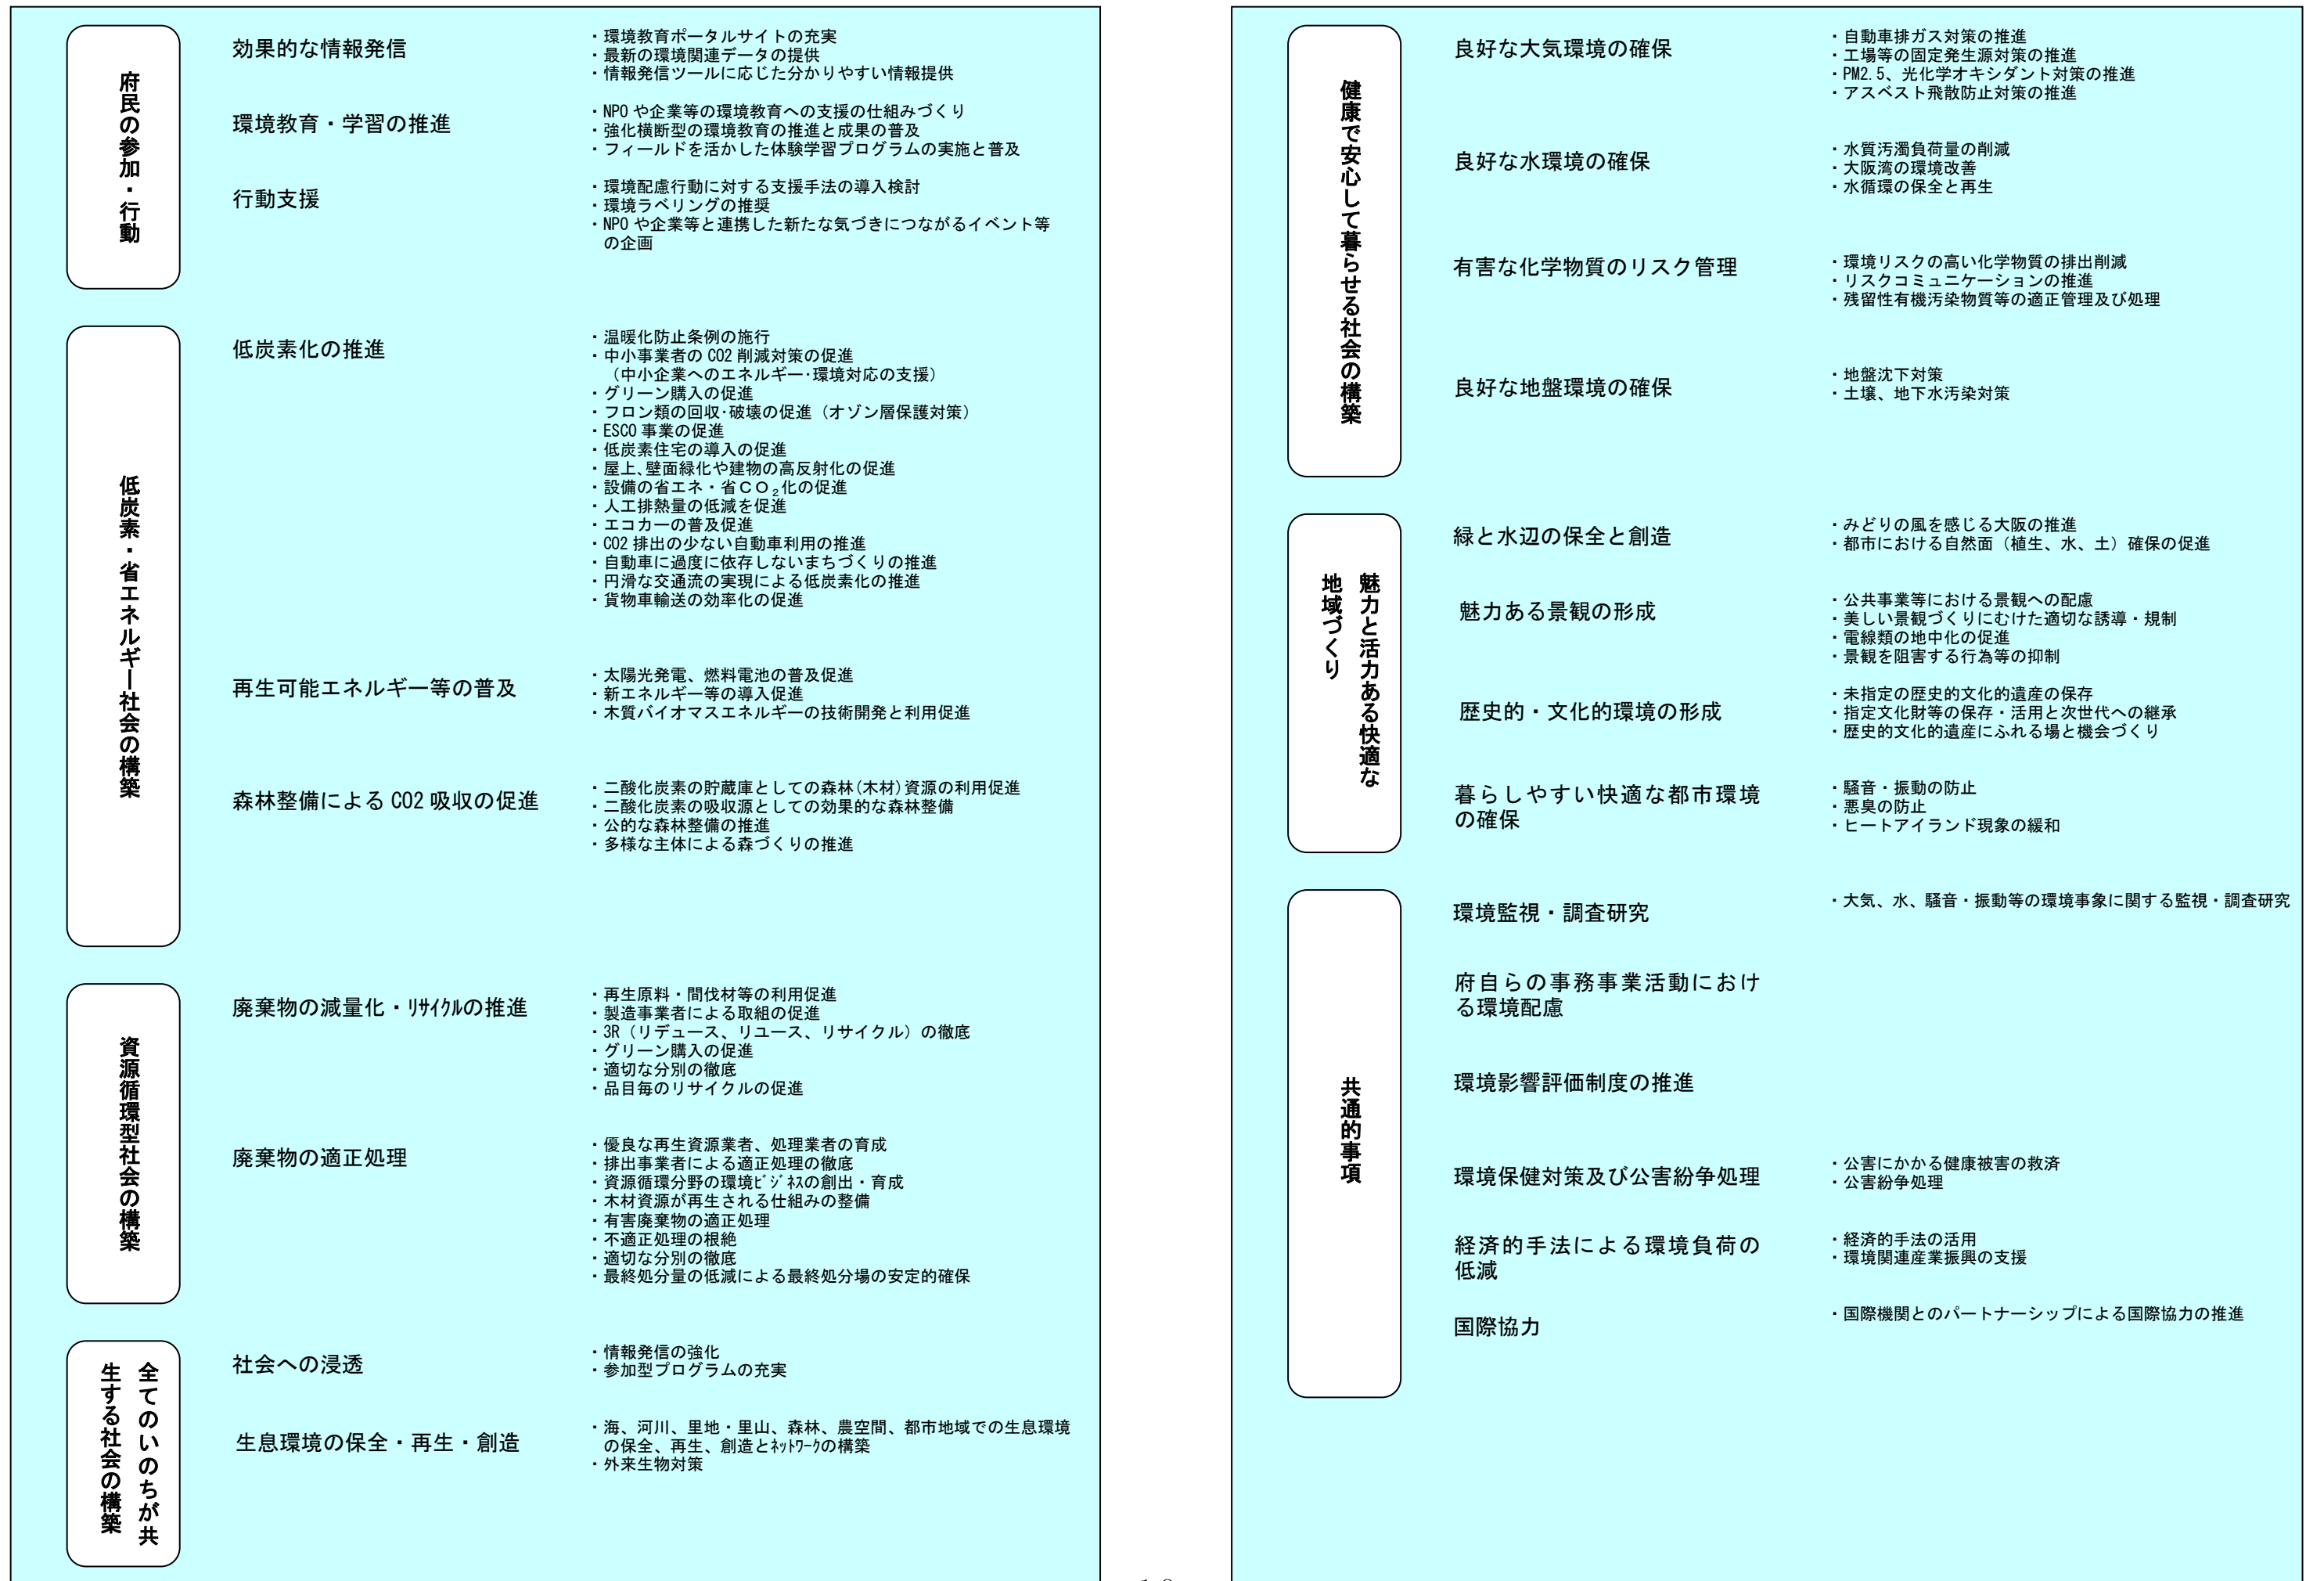 府民の参加・行動
効果的な情報発信
・環境教育ポータルサイトの充実
・最新の環境関連データの提供
・情報発信ツールに応じた分かりやすい情報提供
環境教育・学習の推進
・NPO や企業等の環境教育への支援の仕組みづくり
・強化横断型の環境教育の推進と成果の普及
・フィールドを活かした体験学習プログラムの実施と普及
行動支援
・環境配慮行動に対する支援手法の導入検討
・環境ラベリングの推奨
・NPO や企業等と連携した新たな気づきにつながるイベント等
の企画
低炭素・省エネルギー社会の構築
低炭素化の推進
・温暖化防止条例の施行
・中小事業者の CO2 削減対策の促進
（中小企業へのエネルギー･環境対応の支援）
・グリーン購入の促進
・フロン類の回収･破壊の促進（オゾン層保護対策）
・ESCO 事業の促進
・低炭素住宅の導入の促進
・屋上､壁面緑化や建物の高反射化の促進
・設備の省エネ・省ＣＯ₂化の促進
・人工排熱量の低減を促進
・エコカーの普及促進
・CO2 排出の少ない自動車利用の推進
・自動車に過度に依存しないまちづくりの推進
・円滑な交通流の実現による低炭素化の推進
・貨物車輸送の効率化の促進
再生可能エネルギー等の普及
・太陽光発電、燃料電池の普及促進
・新エネルギー等の導入促進
・木質バイオマスエネルギーの技術開発と利用促進
森林整備による CO2 吸収の促進
・二酸化炭素の貯蔵庫としての森林(木材)資源の利用促進
・二酸化炭素の吸収源としての効果的な森林整備
・公的な森林整備の推進
・多様な主体による森づくりの推進
資源循環型社会の構築
廃棄物の減量化・ﾘｻｲｸﾙの推進
・再生原料・間伐材等の利用促進
・製造事業者による取組の促進
・3R（リデュース、リユース、リサイクル）の徹底
・グリーン購入の促進
・適切な分別の徹底
・品目毎のリサイクルの促進
廃棄物の適正処理
・優良な再生資源業者、処理業者の育成
・排出事業者による適正処理の徹底
・資源循環分野の環境ﾋﾞｼﾞﾈｽの創出・育成
・木材資源が再生される仕組みの整備
・有害廃棄物の適正処理
・不適正処理の根絶
・適切な分別の徹底
・最終処分量の低減による最終処分場の安定的確保
全てのいのちが共
生する社会の構築
社会への浸透
・情報発信の強化
・参加型プログラムの充実
生息環境の保全・再生・創造
・海、河川、里地・里山、森林、農空間、都市地域での生息環境
の保全、再生、創造とﾈｯﾄﾜｰｸの構築
・外来生物対策
健康で安心して暮らせる社会の構築
良好な大気環境の確保
・自動車排ガス対策の推進
・工場等の固定発生源対策の推進
・PM2.5、光化学オキシダント対策の推進
・アスベスト飛散防止対策の推進
良好な水環境の確保
・水質汚濁負荷量の削減
・大阪湾の環境改善
・水循環の保全と再生
有害な化学物質のリスク管理
・環境リスクの高い化学物質の排出削減
・リスクコミュニケーションの推進
・残留性有機汚染物質等の適正管理及び処理
良好な地盤環境の確保
・地盤沈下対策
・土壌、地下水汚染対策
魅力と活力ある快適な
地域づくり
緑と水辺の保全と創造
・みどりの風を感じる大阪の推進
・都市における自然面（植生、水、土）確保の促進
魅力ある景観の形成
・公共事業等における景観への配慮
・美しい景観づくりにむけた適切な誘導・規制
・電線類の地中化の促進
・景観を阻害する行為等の抑制
歴史的・文化的環境の形成
・未指定の歴史的文化的遺産の保存
・指定文化財等の保存・活用と次世代への継承
・歴史的文化的遺産にふれる場と機会づくり
暮らしやすい快適な都市環境
の確保
・騒音・振動の防止
・悪臭の防止
・ヒートアイランド現象の緩和
共通的事項
環境監視・調査研究
・大気、水、騒音・振動等の環境事象に関する監視・調査研究
府自らの事務事業活動におけ
る環境配慮
環境影響評価制度の推進
環境保健対策及び公害紛争処理
・公害にかかる健康被害の救済
・公害紛争処理
経済的手法による環境負荷の
低減
・経済的手法の活用
・環境関連産業振興の支援
国際協力
・国際機関とのパートナーシップによる国際協力の推進